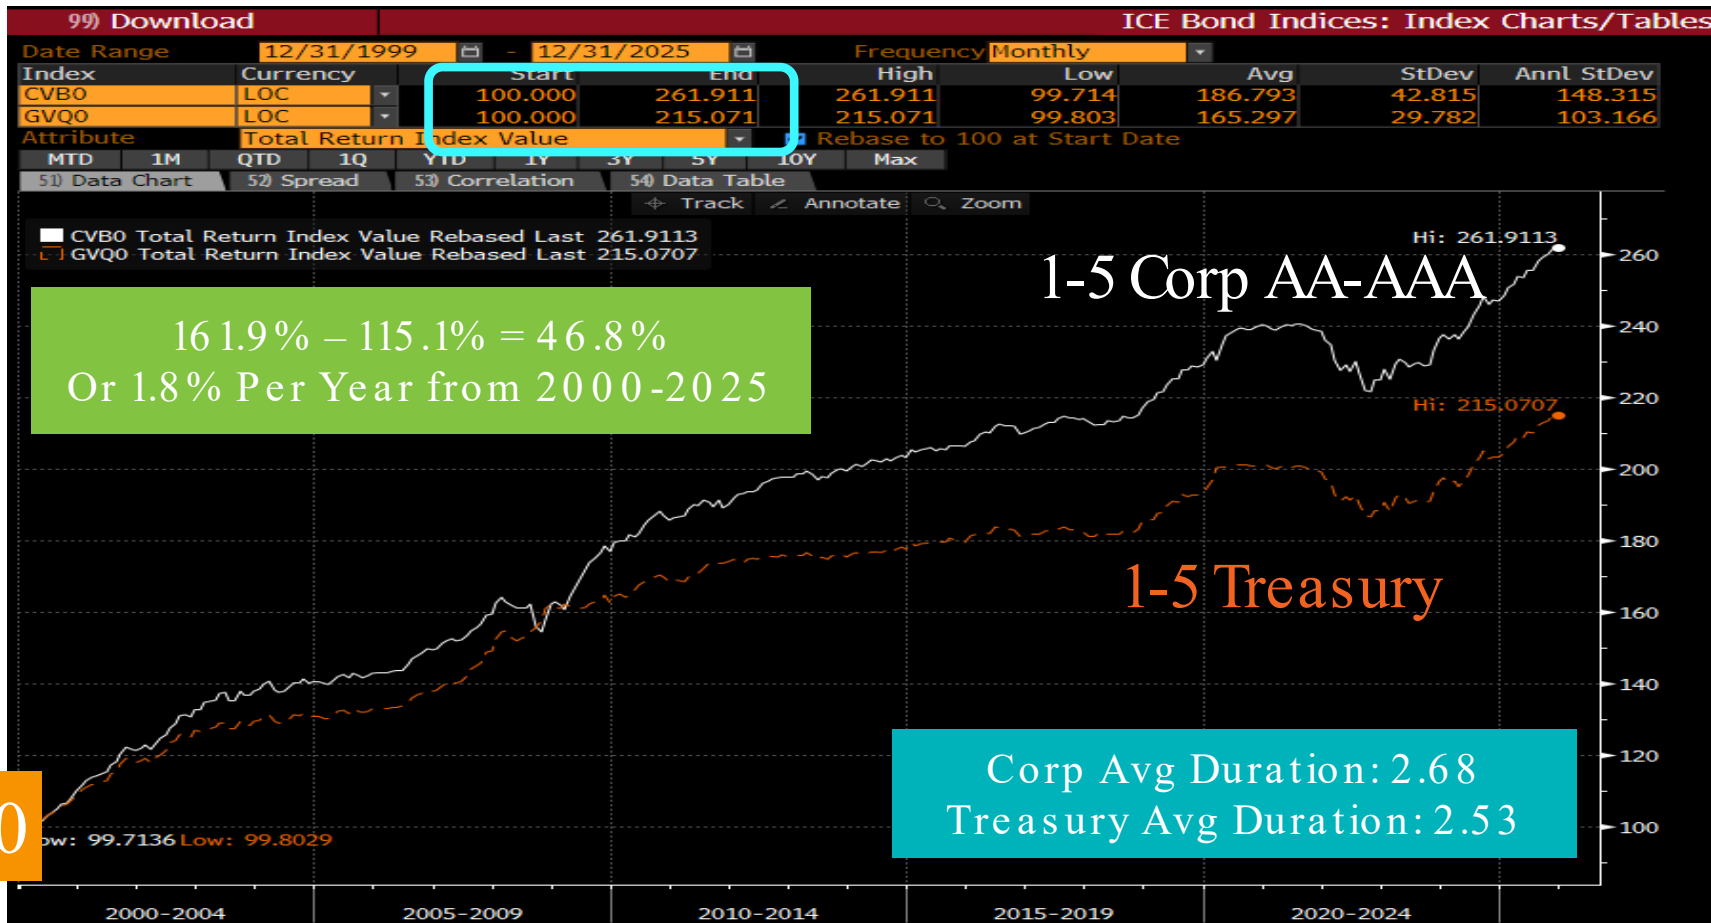 99) Download ICE Bond Indices: Index Charts/Tables
Date Range 12/31/1999 - 12/31/2025 Frequency Monthly
Index Currency Start End High Low Avg StDev Annl StDev
CVB0 LOC 100.000 261.911 261.911 99.714 186.793 42.815 148.315
GVQ0 LOC 100.000 215.071 215.071 99.803 165.297 29.782 103.166
Attribute Total Return Index Value Rebase to 100 at Start Date
MTD 1M QTD 1Q YTD 1Y 3Y 5Y 10Y Max
51) Data Chart 52) Spread 53) Correlation 54) Data Table
Track Annotate Zoom
CVB0 Total Return Index Value Rebased Last 261.9113
GVQ0 Total Return Index Value Rebased Last 215.0707
Hi: 261.9113
1-5 Corp AA-AAA
161.9% – 115.1% = 46.8%
Or 1.8% Per Year from 2000-2025
Hi: 215.0707
1-5 Treasury
Corp Avg Duration: 2.68
Treasury Avg Duration: 2.53
0
ow: 99.7136 Low: 99.8029
260
240
220
200
180
160
140
120
100
2000-2004 2005-2009 2010-2014 2015-2019 2020-2024